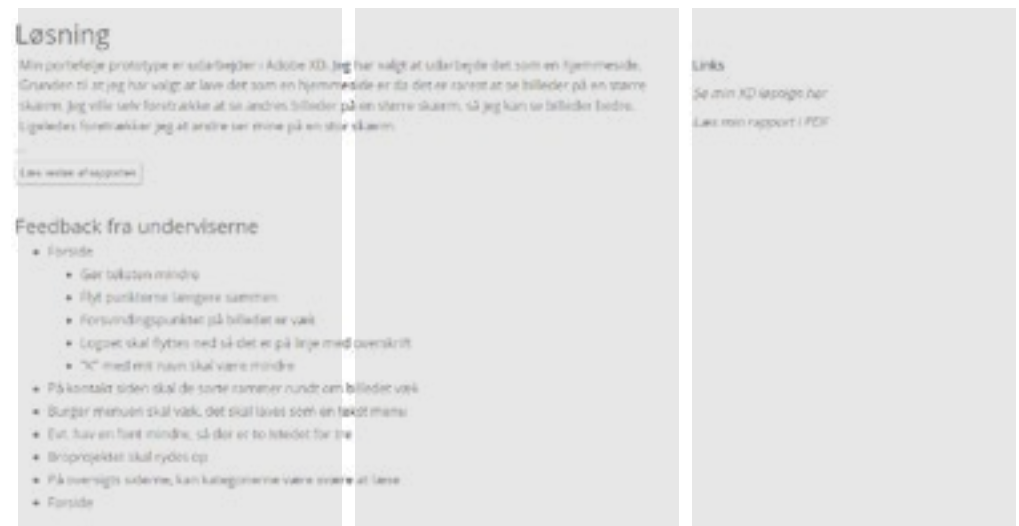 Løsning
Min portefølje prototype er udarbejder i Adobe XD. Jeg har valgt at udarbejde det som en hjemmeside.
Grunden til at jeg har valgt at lave det som en hjemmeside er da det er rarest at se billeder på en større
skærm. Jeg ville selv foretrække at se andres billeder på en større skærm, så jeg kan se billeder bedre.
Ligeledes foretrækker jeg at andre ser mine på en stor skærm.
Læs resten af rapporten
Feedback fra underviserne
Forside
Gør teksten mindre
Flyt punkterne længere sammen
Forsvindingspunktet på billedet er væk
Logoet skal flyttes ned så det er på linje med overskrift
"K" med mit navn skal være mindre
På kontakt siden skal de sorte rammer rundt om billedet væk
Burger menuen skal væk, det skal laves som en tekst menu
Evt. hav en font mindre, så der er to istedet for tre
Broprojektet skal rydes op
På oversigts siderne, kan kategorierne være svære at læse
Forside
Links
Se min XD løsning her
Læs min rapport i PDF